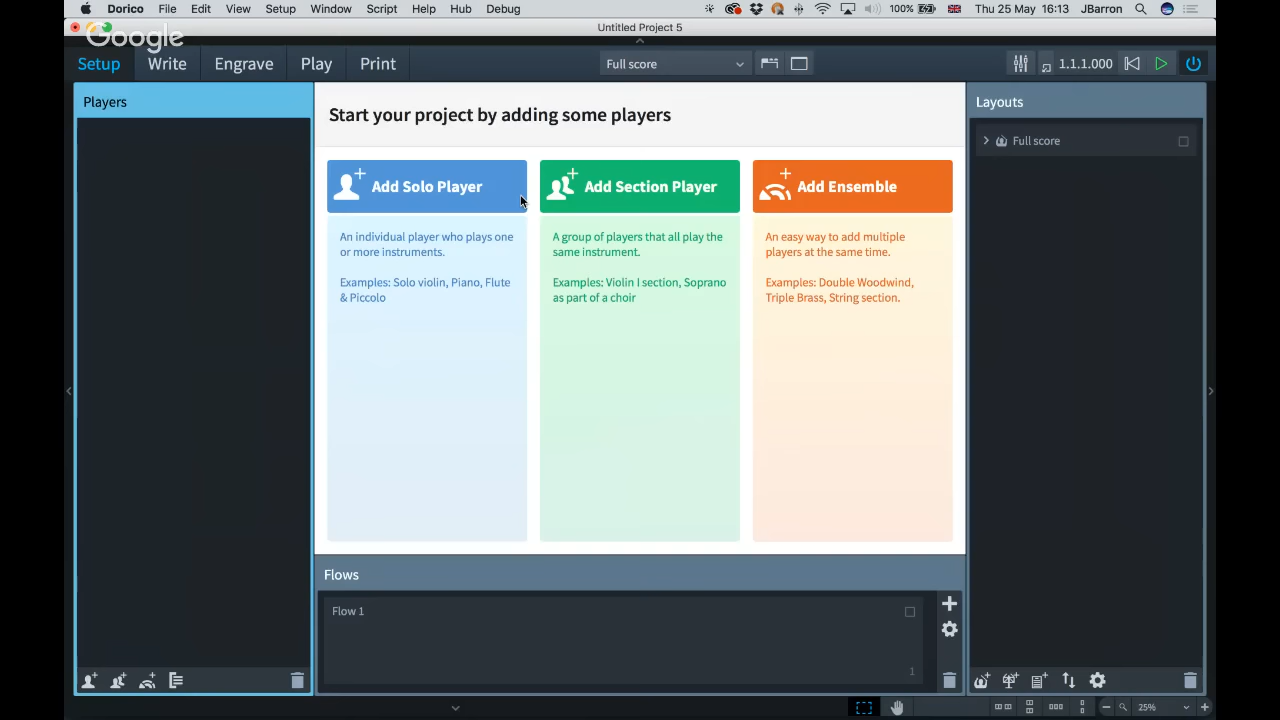 Dorico File Edit View Setup Window Script Help Hub Debug 100% Thu 25 May 16:13 JBarron
Untitled Project 5
Google
Setup Write Engrave Play Print Full score 1.1.1.000
Players
Start your project by adding some players
Layouts
Full score
Add Solo Player
An individual player who plays one
or more instruments.
Examples: Solo violin, Piano, Flute
& Piccolo
Add Section Player
A group of players that all play the
same instrument.
Examples: Violin I section, Soprano
as part of a choir
Add Ensemble
An easy way to add multiple
players at the same time.
Examples: Double Woodwind,
Triple Brass, String section.
Flows
Flow 1
1
25%